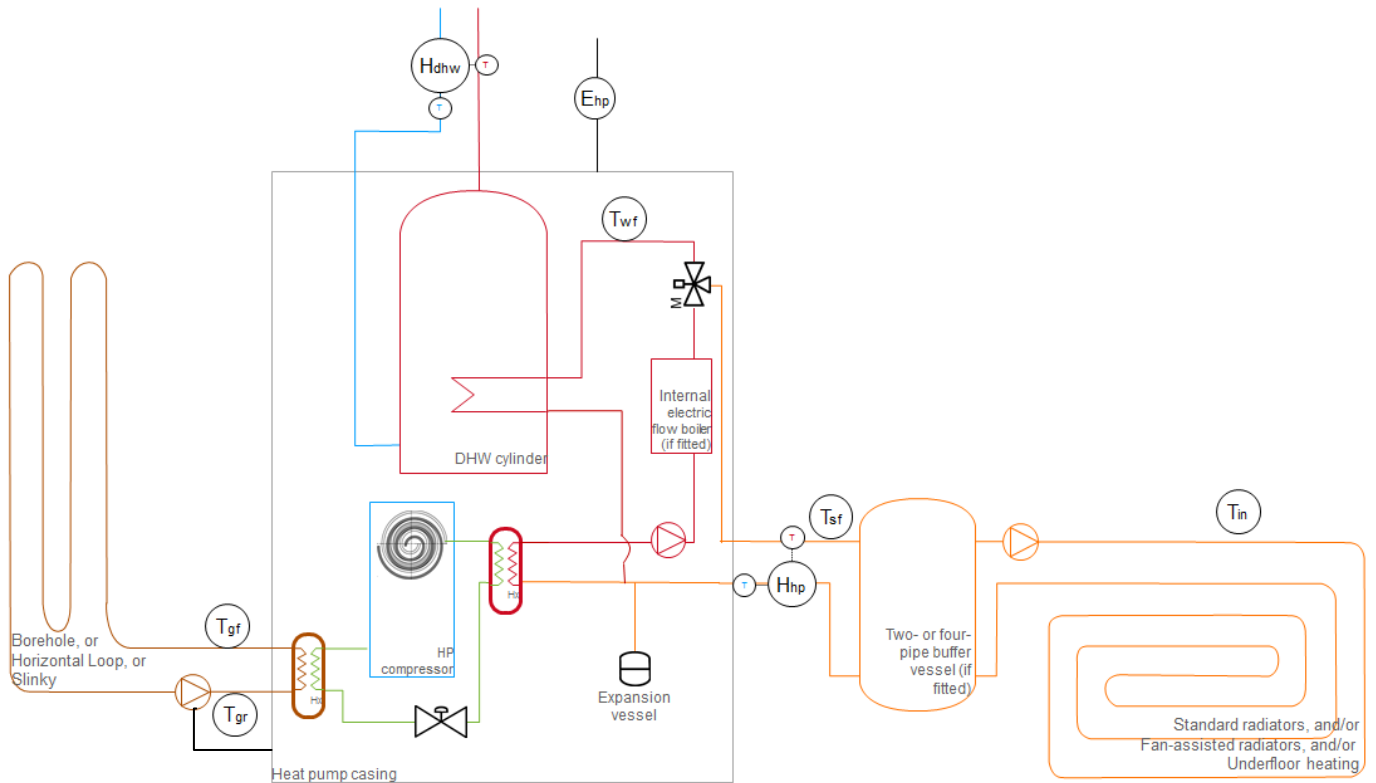 Hdhw
T
T
Ehp
Twf
M
Internal
electric
flow boiler
(if fitted)
DHW cylinder
Tsf
Tin
T
Hx
T
Hhp
Tgf
Borehole, or
Horizontal Loop, or
Slinky
HP
compressor
Two- or four-
pipe buffer
vessel (if
fitted)
Hx
Tgr
Expansion
vessel
Standard radiators, and/or
Fan-assisted radiators, and/or
Underfloor heating
Heat pump casing